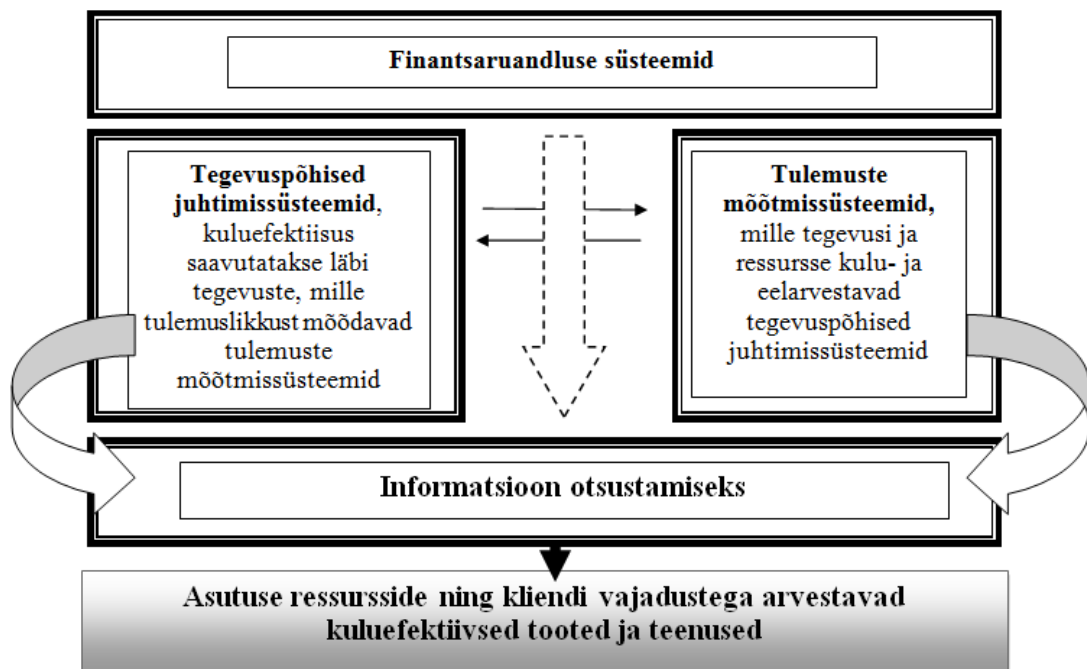 Finantsaruandluse süsteemid
Tegevuspõhised
juhtimissüsteemid,
kuluefektiisus
saavutatakse läbi
tegevuste, mille
tulemuslikkust mõõdavad
tulemuste
mõõtmissüsteemid
Tulemuste
mõõtmissüsteemid,
mille tegevusi ja
ressursse kulu- ja
eelarvestavad
tegevuspõhised
juhtimissüsteemid
Informatsioon otsustamiseks
Asutuse ressursside ning kliendi vajadustega arvestavad
kuluefektiivsed tooted ja teenused